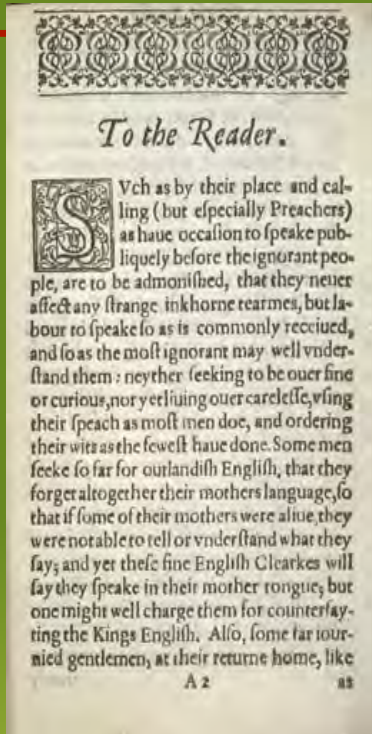 To the Reader.
SVch as by their place and cal-
ling (but eſpecially Preachers)
as haue occaſion to ſpeake pub-
liquely before the ignorant peo-
ple, are to be admoniſhed, that they neuer
affect any ſtrange inkhorne tearmes, but la-
bour to ſpeake ſo as is commonly receiued,
and ſo as the moſt ignorant may well vnder-
ſtand them: neyther ſeeking to be ouer fine
or curious, nor yet liuing ouer careleſſe, vſing
their ſpeach as moſt men doe, and ordering
their wits as the feweſt haue done. Some men
ſeeke ſo far for outlandiſh Engliſh, that they
forget altogether their mothers language, ſo
that if ſome of their mothers were aliue, they
were not able to tell or vnderſtand what they
ſay; and yet theſe fine Engliſh Clearkes will
ſay they ſpeake in their mother tongue; but
one might well charge them for counterfay-
ting the Kings Engliſh. Alſo, ſome far iour-
nied gentlemen, at their returne home, like
A 2 as